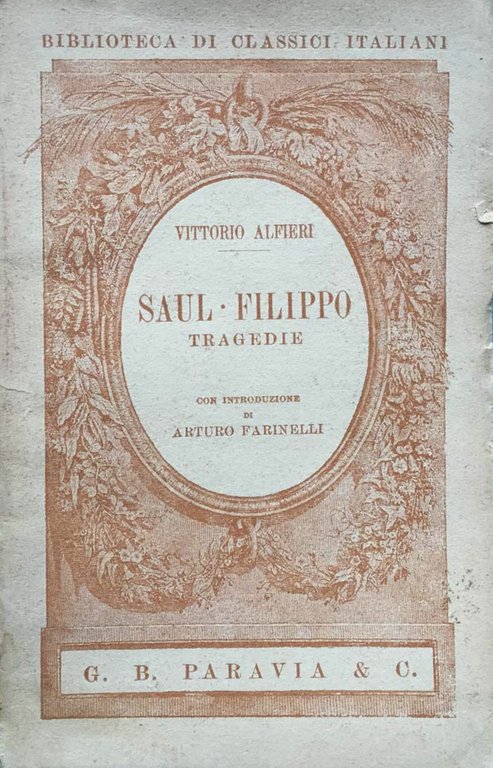 BIBLIOTECA DI CLASSICI ITALIANI
VITTORIO ALFIERI
SAUL · FILIPPO
TRAGEDIE
CON INTRODUZIONE
DI
ARTURO FARINELLI
G. B. PARAVIA & C.